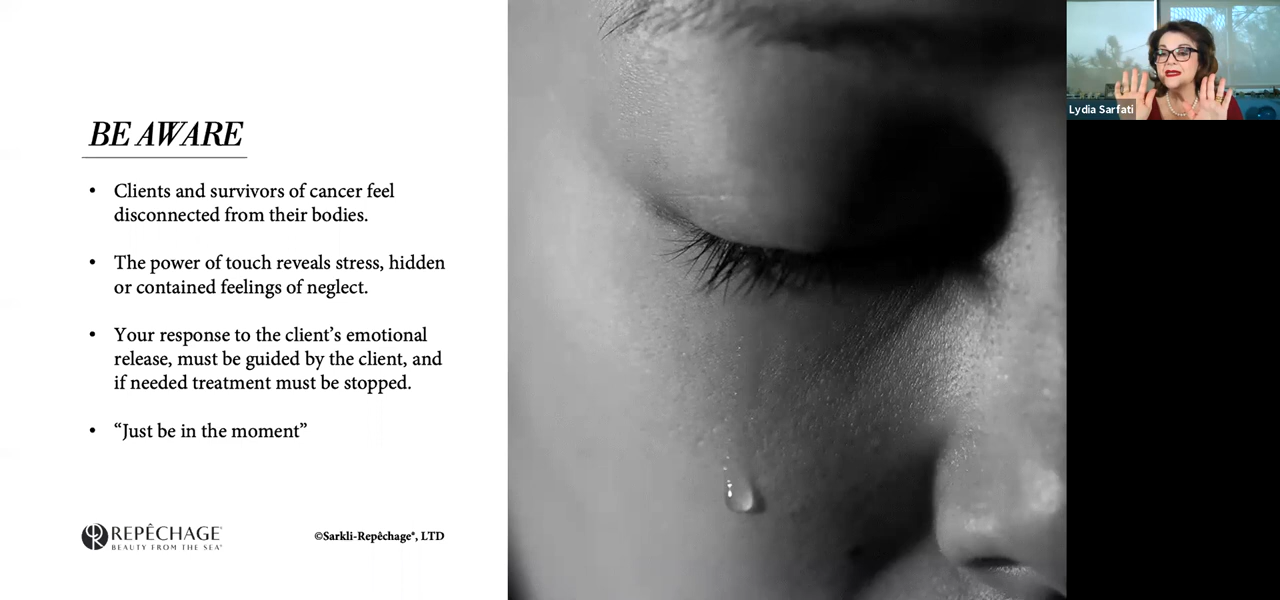 BE AWARE
• Clients and survivors of cancer feel
disconnected from their bodies.
• The power of touch reveals stress, hidden
or contained feelings of neglect.
• Your response to the client’s emotional
release, must be guided by the client, and
if needed treatment must be stopped.
• “Just be in the moment”
REPÊCHAGE®
BEAUTY FROM THE SEA®
©Sarkli-Repêchage®, LTD
Lydia Sarfati